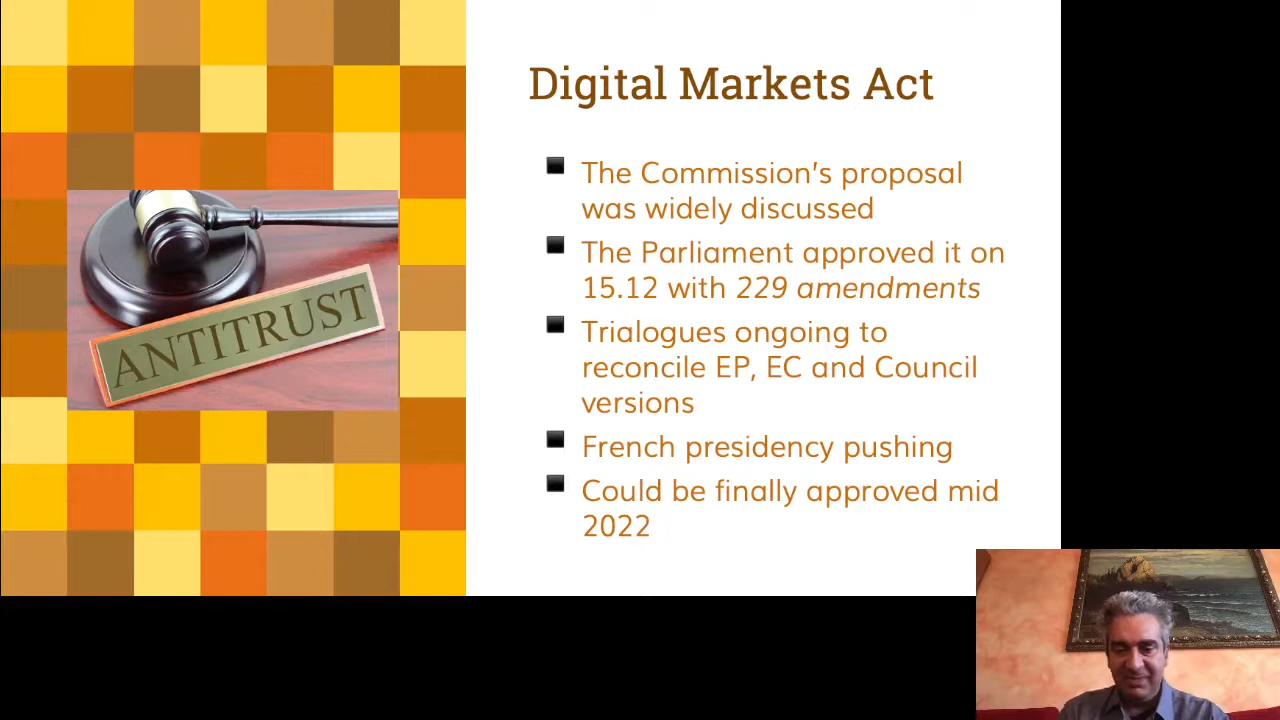 Digital Markets Act
The Commission's proposal
was widely discussed
The Parliament approved it on
15.12 with 229 amendments
Trialogues ongoing to
reconcile EP, EC and Council
versions
French presidency pushing
Could be finally approved mid
2022
ANTITRUST